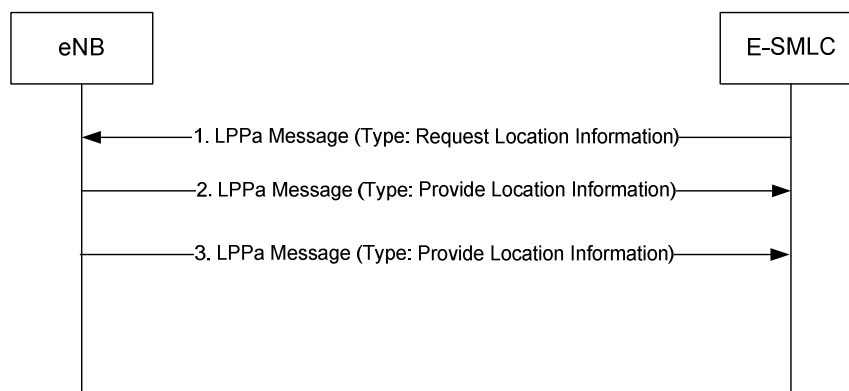 eNB
E-SMLC
1. LPPa Message (Type: Request Location Information)
2. LPPa Message (Type: Provide Location Information)
3. LPPa Message (Type: Provide Location Information)